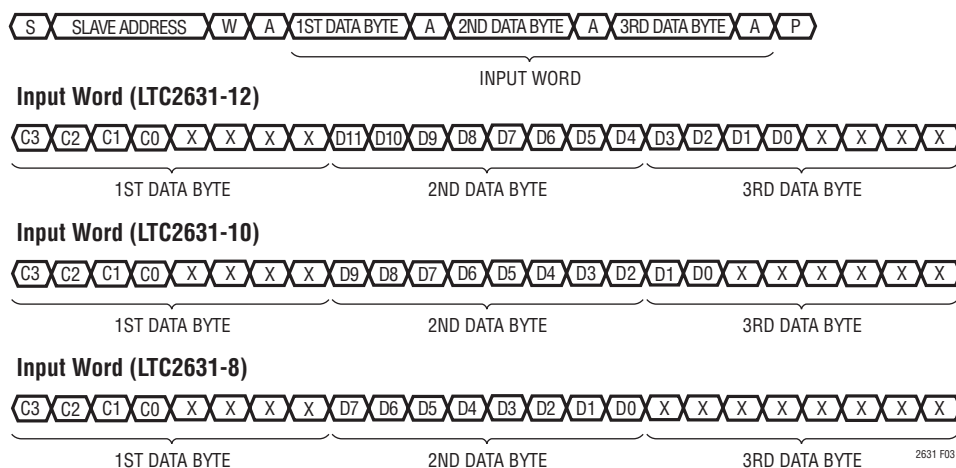 S SLAVE ADDRESS W A 1ST DATA BYTE A 2ND DATA BYTE A 3RD DATA BYTE A P
INPUT WORD
Input Word (LTC2631-12)
C3 C2 C1 C0 X X X X D11 D10 D9 D8 D7 D6 D5 D4 D3 D2 D1 D0 X X X X
1ST DATA BYTE 2ND DATA BYTE 3RD DATA BYTE
Input Word (LTC2631-10)
C3 C2 C1 C0 X X X X D9 D8 D7 D6 D5 D4 D3 D2 D1 D0 X X X X X X
1ST DATA BYTE 2ND DATA BYTE 3RD DATA BYTE
Input Word (LTC2631-8)
C3 C2 C1 C0 X X X X D7 D6 D5 D4 D3 D2 D1 D0 X X X X X X X X
1ST DATA BYTE 2ND DATA BYTE 3RD DATA BYTE 2631 F03